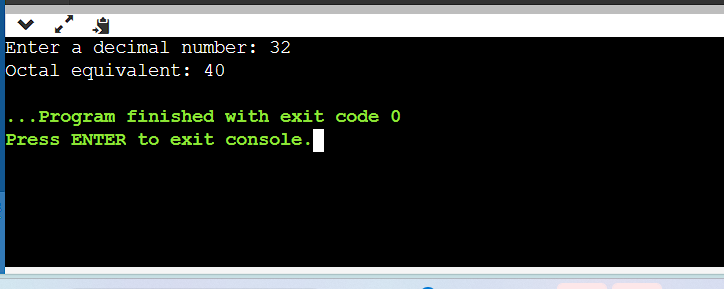 Enter a decimal number: 32
Octal equivalent: 40
...Program finished with exit code 0
Press ENTER to exit console.